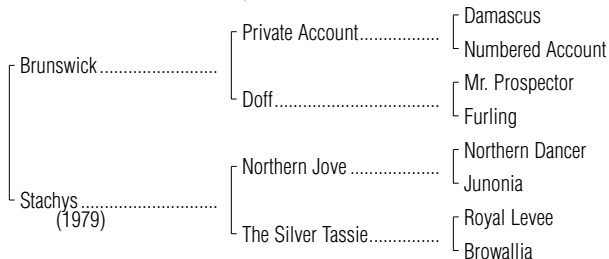 Damascus
Private Account..................
Numbered Account
Brunswick ..........................
Mr. Prospector
Doff.....................................
Furling
Northern Dancer
Northern Jove ....................
Junonia
Stachys ..............................
(1979)
Royal Levee
The Silver Tassie...............
Browallia